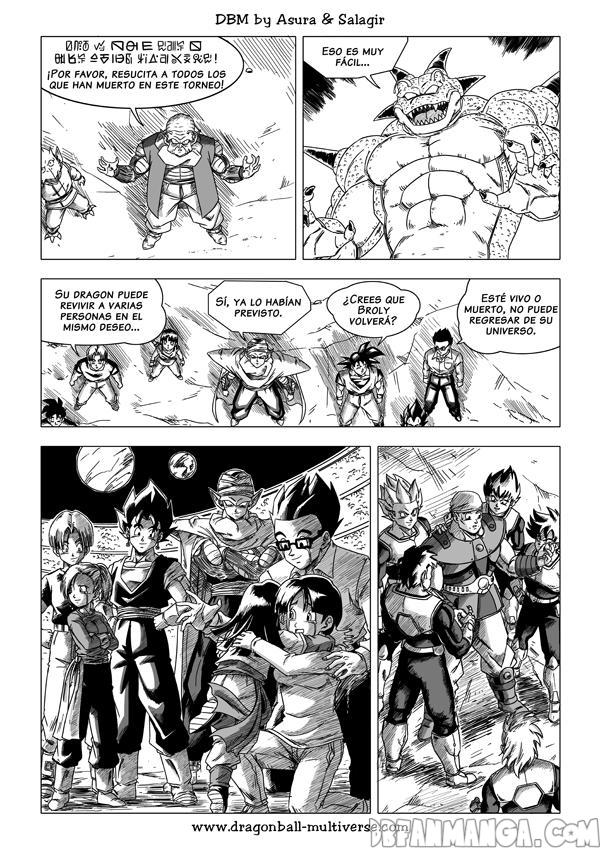 DBM by Asura & Salagir
¡POR FAVOR, RESUCITA A TODOS LOS
QUE HAN MUERTO EN ESTE TORNEO!
ESO ES MUY
FÁCIL...
SU DRAGON PUEDE
REVIVIR A VARIAS
PERSONAS EN EL
MISMO DESEO...
SÍ, YA LO HABÍAN
PREVISTO.
¿CREES QUE
BROLY
VOLVERÁ?
ESTÉ VIVO O
MUERTO, NO PUEDE
REGRESAR DE SU
UNIVERSO.
www.dragonball-multiverse.com
DBFANMANGA.COM